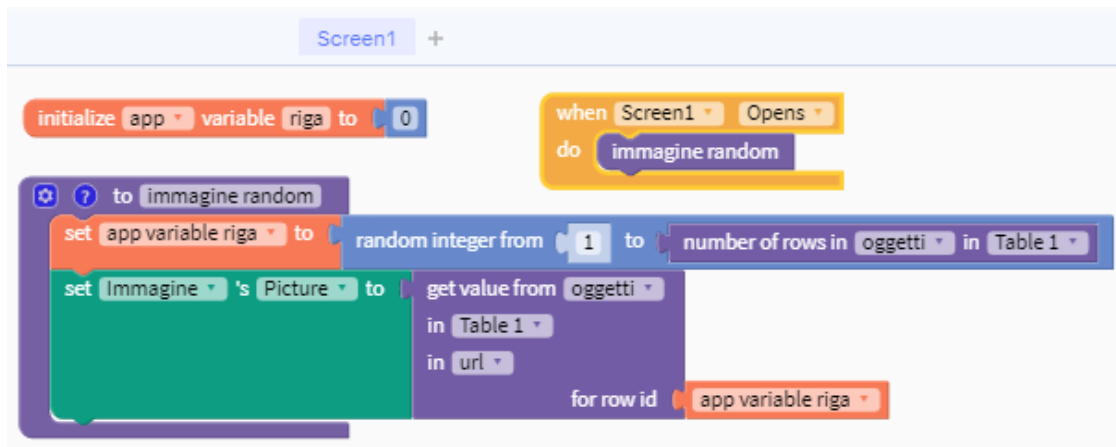 Screen1 +
initialize app variable riga to 0
when Screen1 Opens
do immagine random
? to immagine random
set app variable riga to random integer from 1 to number of rows in oggetti in Table 1
set Immagine 's Picture to get value from oggetti
in Table 1
in url
for row id app variable riga